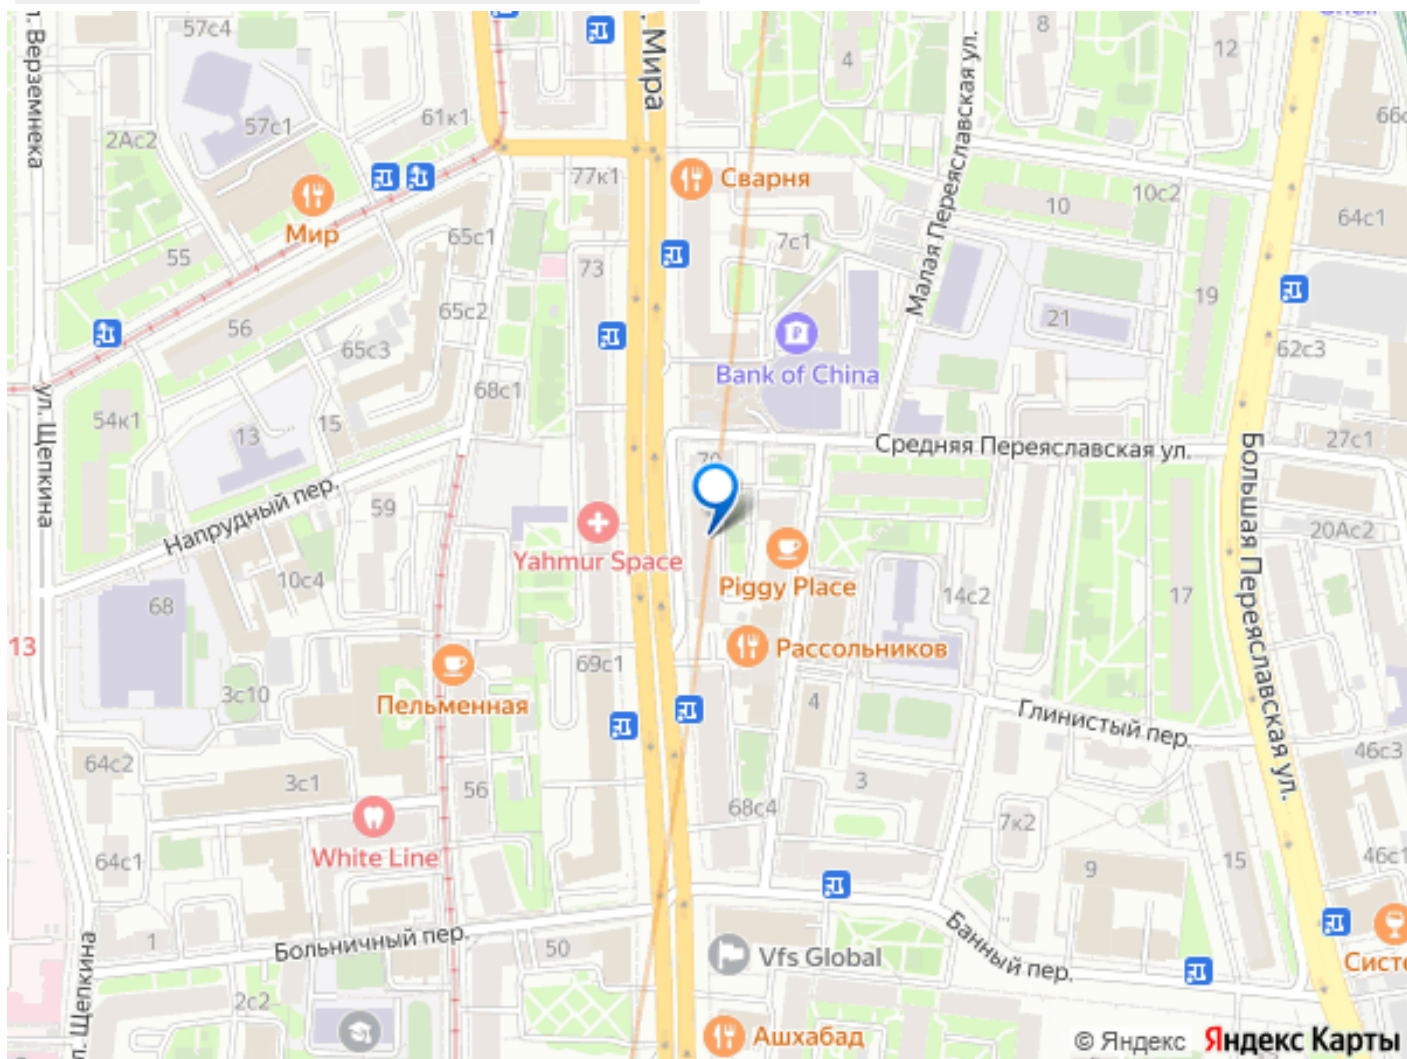 57с4
8
12
Мира
4
ул. Верземнека
57с1
61к1
66с
2Ас2
77к1
Сварня
Малая Переяславская ул.
10с2
10
64с1
Мир
65с1
7с1
55
73
19
65с2
21
56
65с3
62с3
Bank of China
68с1
54к1
15
13
...
27с1
Средняя Переяславская ул.
ул. Щепкина
Напрудный пер.
59
Большая Переяславская ул.
20Ас2
Yahmur Space
10с4
Piggy Place
14с2
17
68
13
69с1
Рассольников
3с10
Пельменная
4
Глинистый пер.
46с3
64с2
3с1
56
3
68с4
7к2
White Line
64с1
9
15
46с1
Больничный пер.
1
50
Vfs Global
Банный пер.
Систе
2с2
л. Щепкина
Ашхабад
© Яндекс Яндекс Карты